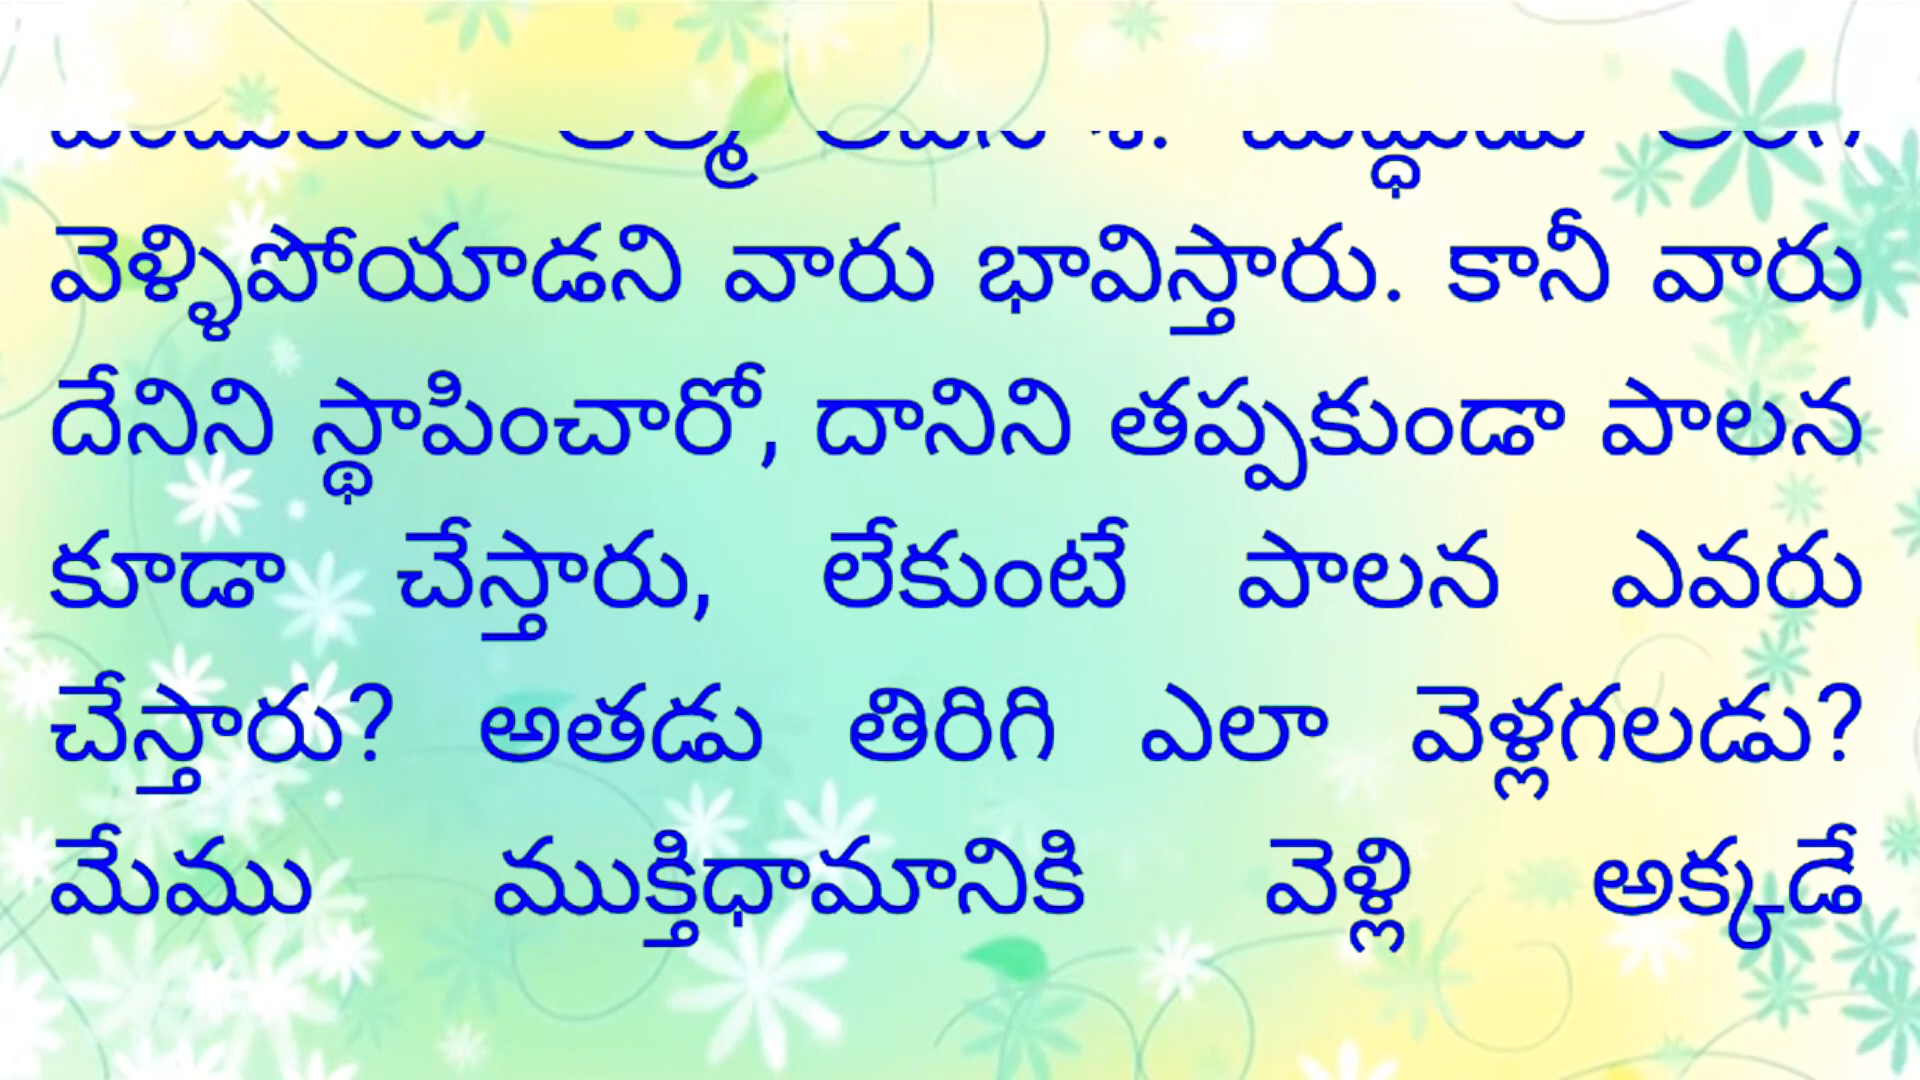 వెళ్ళిపోయాడని వారు భావిస్తారు. కానీ వారు
దేనిని స్థాపించారో, దానిని తప్పకుండా పాలన
కూడా చేస్తారు, లేకుంటే పాలన ఎవరు
చేస్తారు? అతడు తిరిగి ఎలా వెళ్లగలడు?
మేము ముక్తిధామానికి వెళ్లి అక్కడే